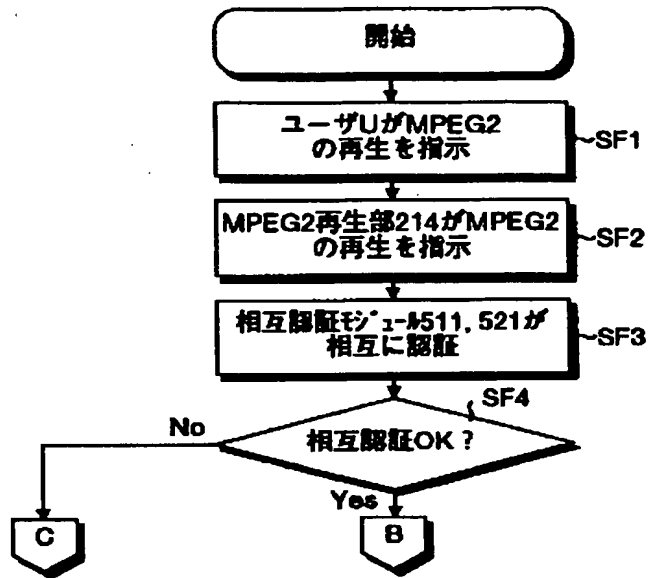 開始
ユーザUがMPEG2
の再生を指示
SF1
MPEG2再生部214がMPEG2
の再生を指示
SF2
相互認証ﾓｼﾞｭｰﾙ511, 521が
相互に認証
SF3
SF4
相互認証OK?
No
Yes
C
B